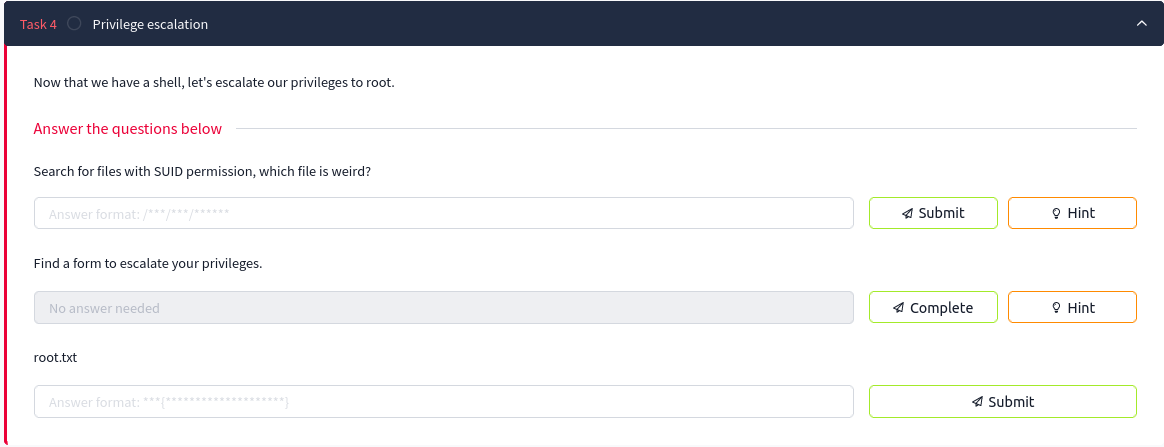 Task 4 Privilege escalation
Now that we have a shell, let's escalate our privileges to root.
Answer the questions below
Search for files with SUID permission, which file is weird?
Answer format: /***/***/******
Submit
Hint
Find a form to escalate your privileges.
No answer needed
Complete
Hint
root.txt
Answer format: ***{********************}
Submit